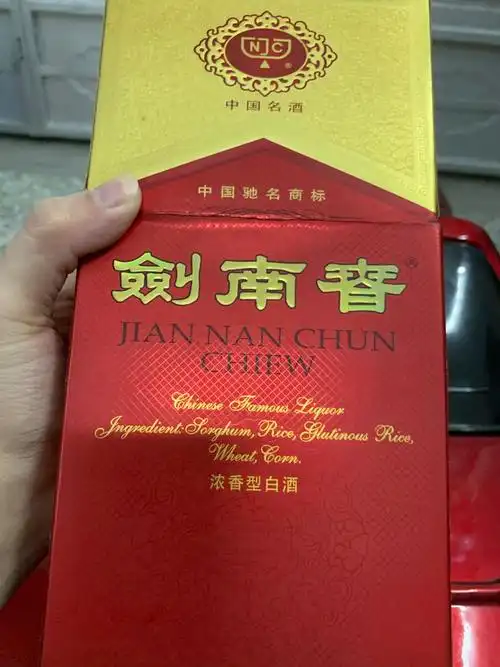 NJC
®
中国名酒
中国驰名商标
劍南春®
JIAN NAN CHUN
CHIEW
Chinese Famous Liquor
Ingredient: Sorghum, Rice, Glutinous Rice,
Wheat, Corn.
浓香型白酒